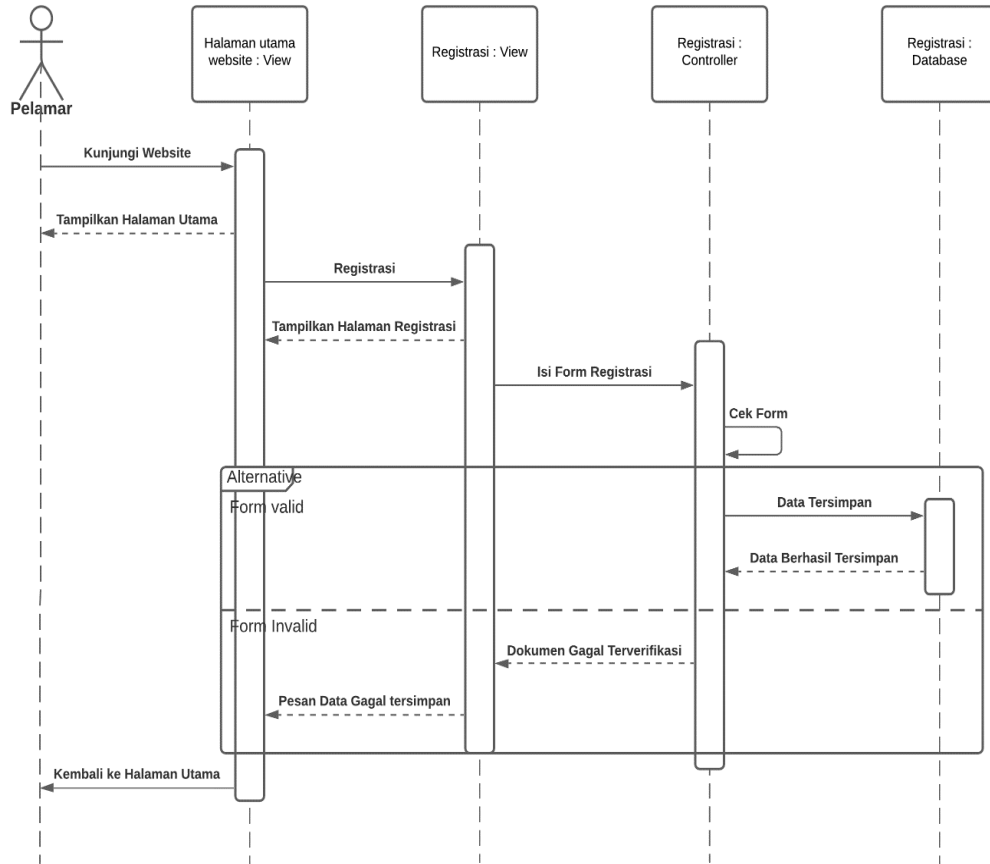 Halaman utama
website : View
Registrasi : View
Registrasi :
Controller
Registrasi :
Database
Pelamar
Kunjungi Website
Tampilkan Halaman Utama
Registrasi
Tampilkan Halaman Registrasi
Isi Form Registrasi
Cek Form
Alternative
Form valid
Data Tersimpan
Data Berhasil Tersimpan
Form Invalid
Dokumen Gagal Terverifikasi
Pesan Data Gagal tersimpan
Kembali ke Halaman Utama